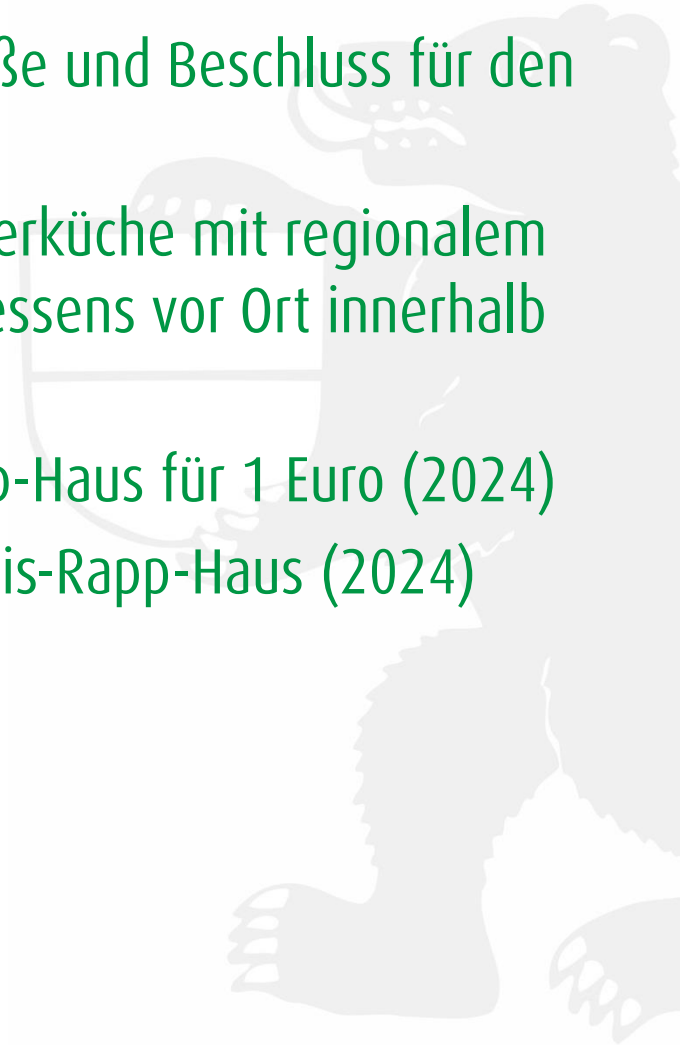 ße und Beschluss für den
erküche mit regionalem
essens vor Ort innerhalb
o-Haus für 1 Euro (2024)
is-Rapp-Haus (2024)